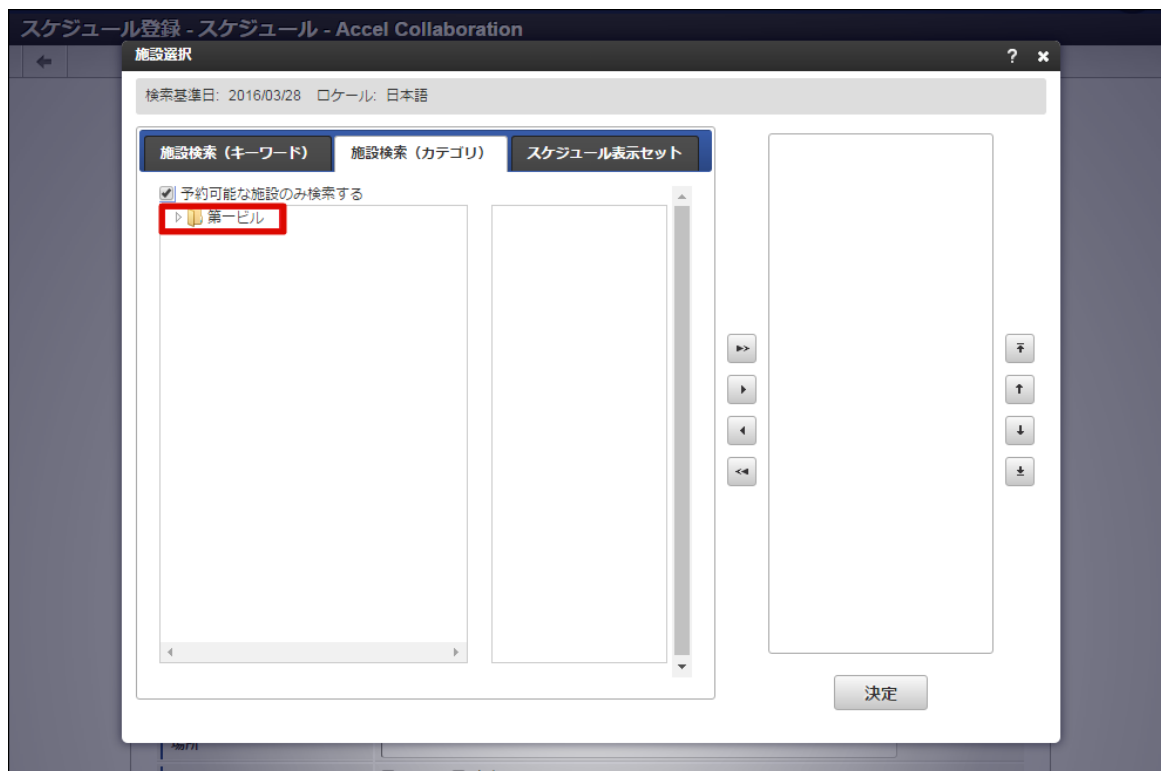 スケジュール登録 - スケジュール - Accel Collaboration
施設選択
検索基準日: 2016/03/28 ロケール: 日本語
施設検索（キーワード） 施設検索（カテゴリ） スケジュール表示セット
予約可能な施設のみ検索する
第一ビル
決定
場所